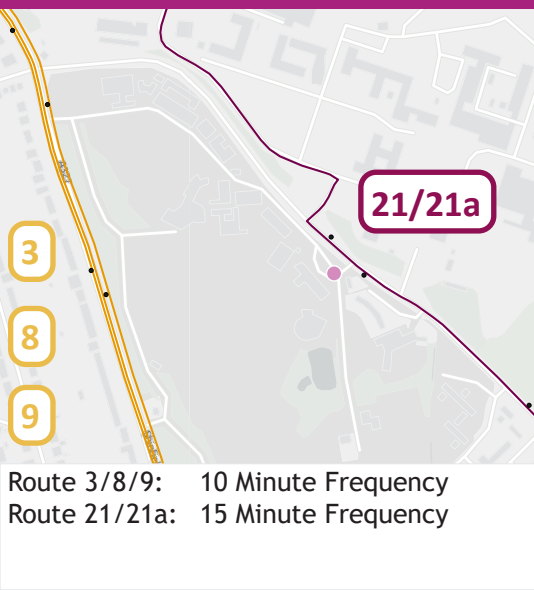 21/21a
3
8
9
Route 3/8/9: 10 Minute Frequency
Route 21/21a: 15 Minute Frequency